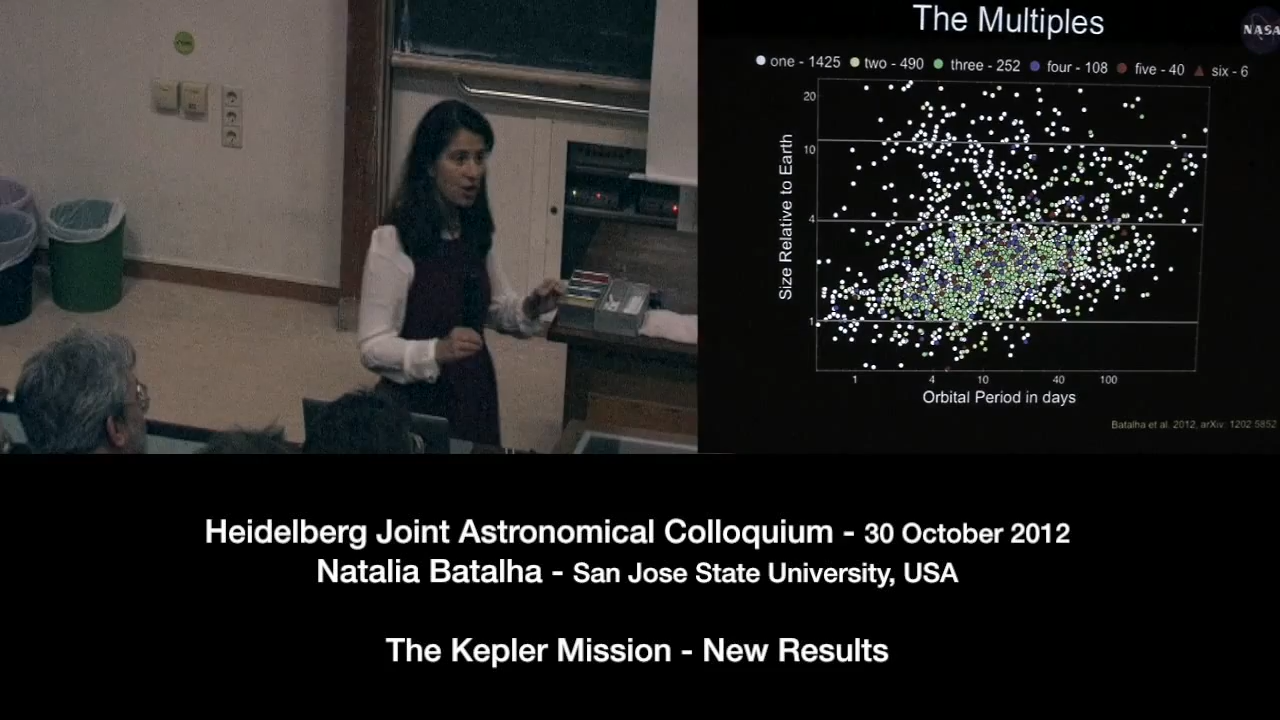 The Multiples
NASA
one - 1425 two - 490 three - 252 four - 108 five - 40 six - 6
20
10
4
1
Size Relative to Earth
1 4 10 40 100
Orbital Period in days
Batalha et al. 2012, arXiv: 1202.5852
Heidelberg Joint Astronomical Colloquium - 30 October 2012
Natalia Batalha - San Jose State University, USA
The Kepler Mission - New Results